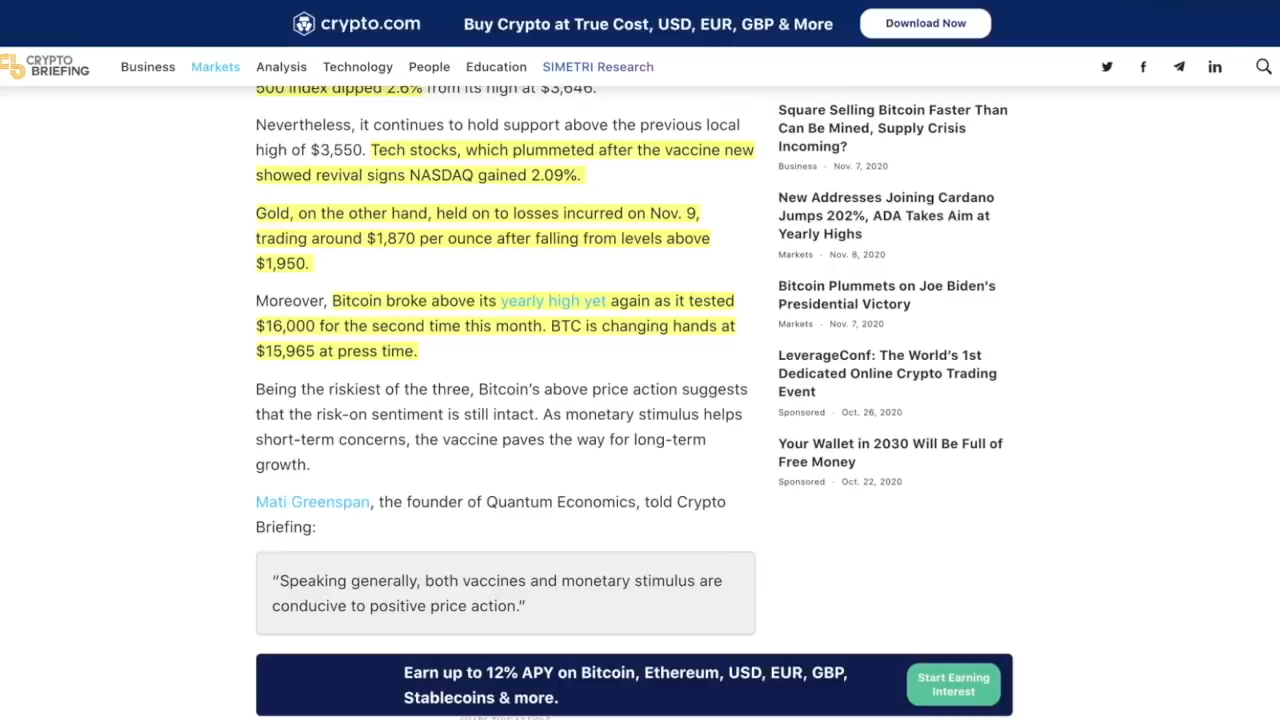 crypto.com
Buy Crypto at True Cost, USD, EUR, GBP & More
Download Now
CRYPTO
BRIEFING
Business
Markets
Analysis
Technology
People
Education
SIMETRI Research
500 index dipped 2.6% from its high at $3,646.
Nevertheless, it continues to hold support above the previous local
high of $3,550. Tech stocks, which plummeted after the vaccine new
showed revival signs NASDAQ gained 2.09%.
Gold, on the other hand, held on to losses incurred on Nov. 9,
trading around $1,870 per ounce after falling from levels above
$1,950.
Moreover, Bitcoin broke above its yearly high yet again as it tested
$16,000 for the second time this month. BTC is changing hands at
$15,965 at press time.
Being the riskiest of the three, Bitcoin's above price action suggests
that the risk-on sentiment is still intact. As monetary stimulus helps
short-term concerns, the vaccine paves the way for long-term
growth.
Mati Greenspan, the founder of Quantum Economics, told Crypto
Briefing:
“Speaking generally, both vaccines and monetary stimulus are
conducive to positive price action.”
Square Selling Bitcoin Faster Than
Can Be Mined, Supply Crisis
Incoming?
Business · Nov. 7, 2020
New Addresses Joining Cardano
Jumps 202%, ADA Takes Aim at
Yearly Highs
Markets · Nov. 8, 2020
Bitcoin Plummets on Joe Biden's
Presidential Victory
Markets · Nov. 7, 2020
LeverageConf: The World's 1st
Dedicated Online Crypto Trading
Event
Sponsored · Oct. 26, 2020
Your Wallet in 2030 Will Be Full of
Free Money
Sponsored · Oct. 22, 2020
Earn up to 12% APY on Bitcoin, Ethereum, USD, EUR, GBP,
Stablecoins & more.
Start Earning
Interest
SHARE THIS ARTICLE